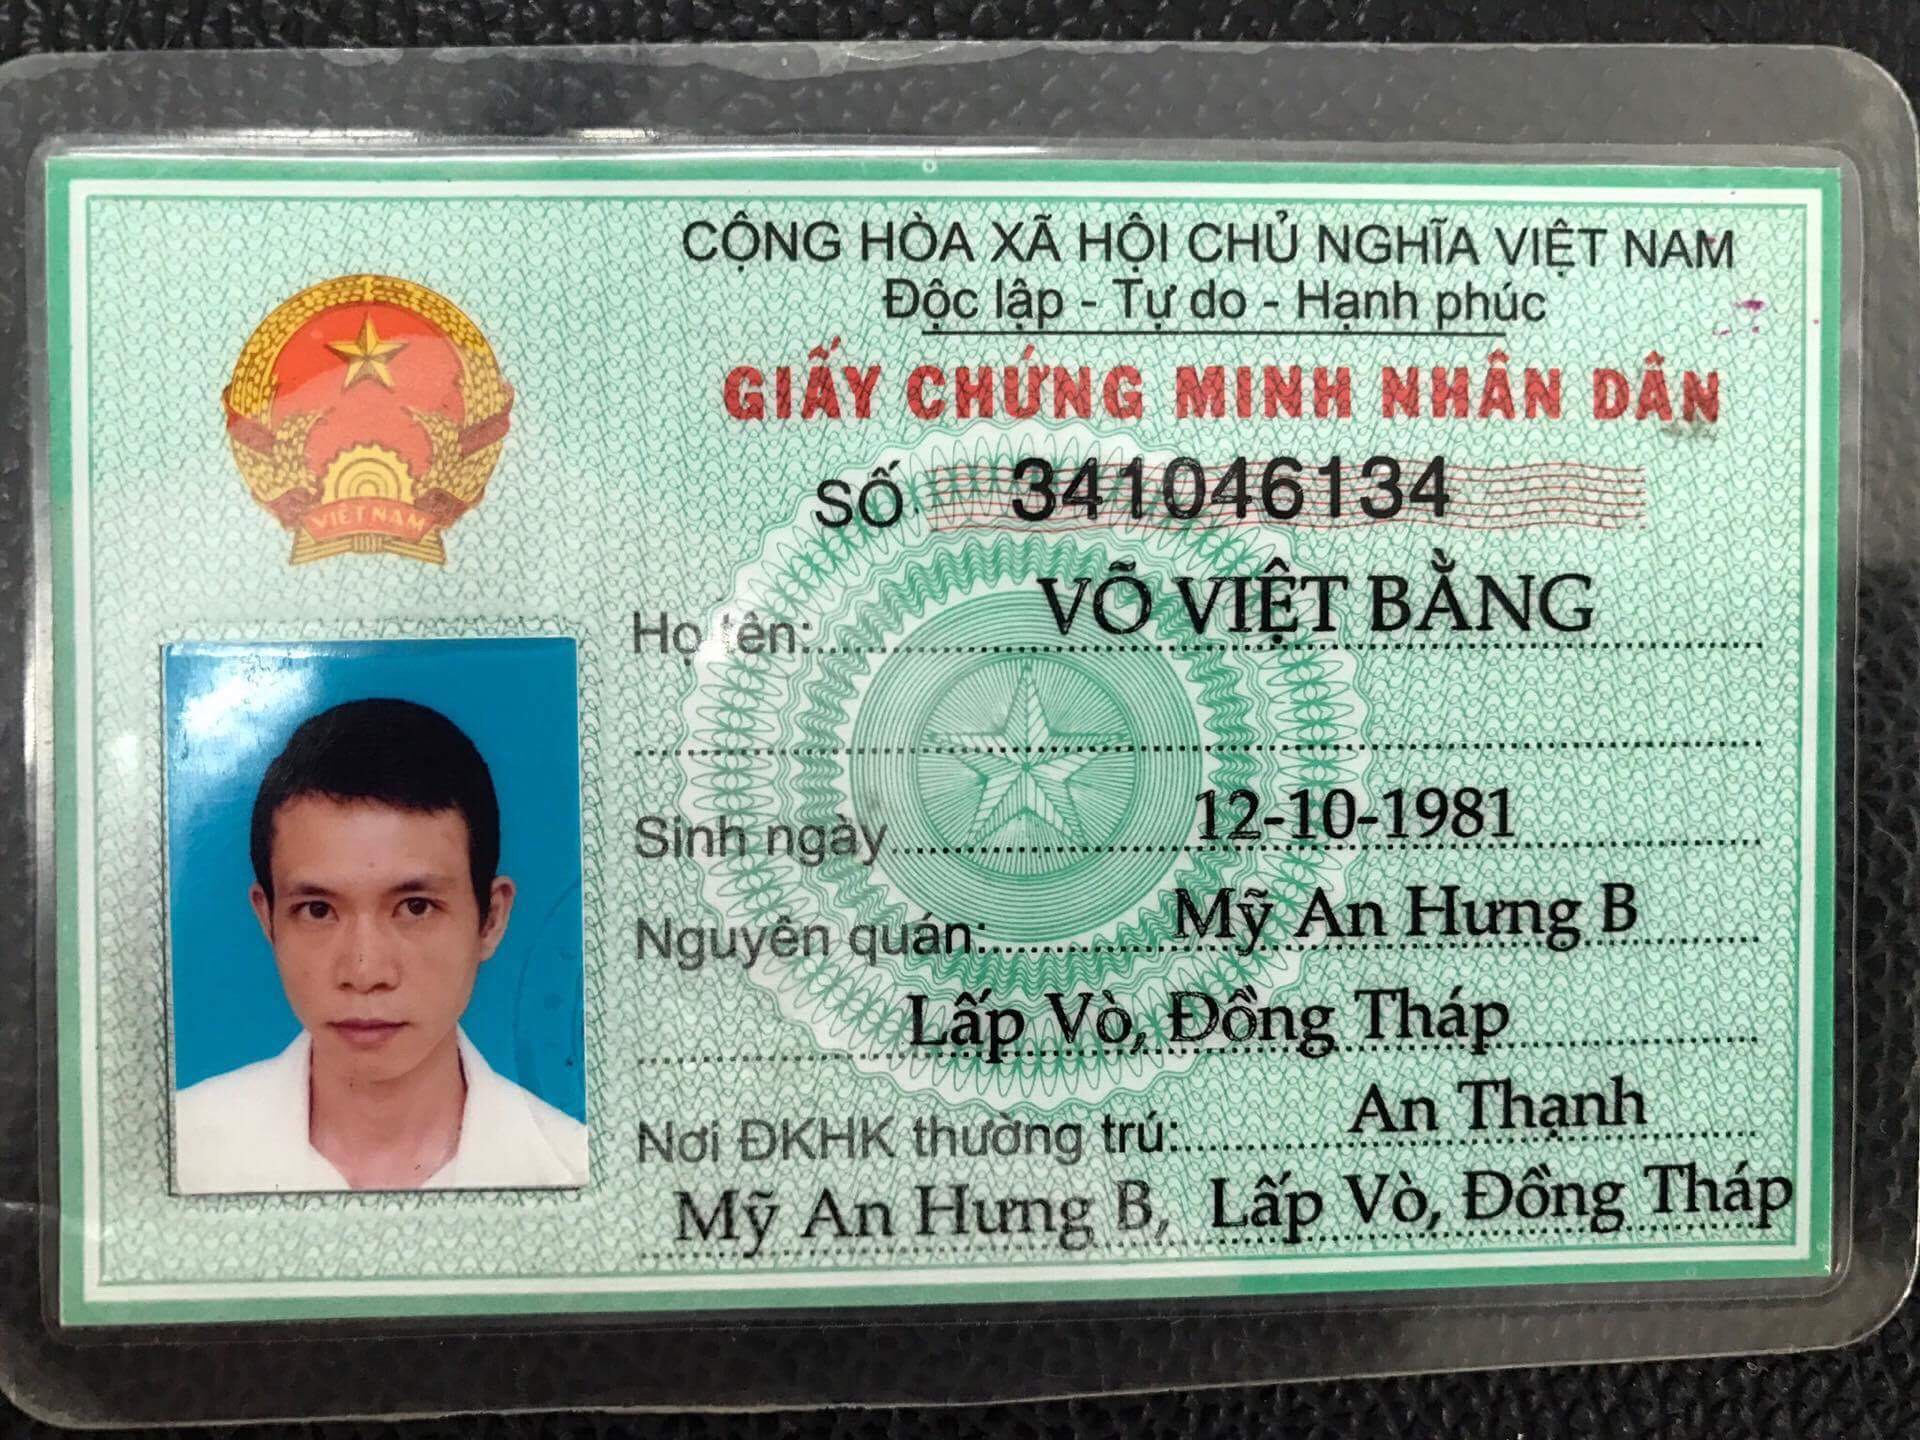 CỘNG HÒA XÃ HỘI CHỦ NGHĨA VIỆT NAM
Độc lập - Tự do - Hạnh phúc
GIẤY CHỨNG MINH NHÂN DÂN
SỐ 341046134
VIỆT NAM
Họ tên: VÕ VIỆT BẰNG
Sinh ngày 12-10-1981
Nguyên quán: Mỹ An Hưng B
Lấp Vò, Đồng Tháp
Nơi ĐKHK thường trú: An Thạnh
Mỹ An Hưng B, Lấp Vò, Đồng Tháp